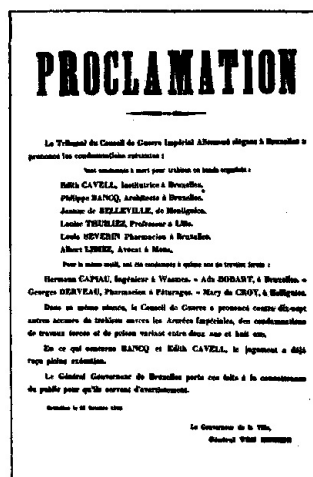 PROCLAMATION
Le Tribunal du Conseil de Guerre Impérial Allemand siégeant à Bruxelles a
prononcé les condamnations suivantes :
Sont condamnés à mort pour trahison en bande organisée :
Edith CAVELL, Institutrice à Bruxelles.
Philippe BANCQ, Architecte à Bruxelles.
Jeanne de BELLEVILLE, de Montignies.
Louise THULIEZ, Professeur à Lille.
Louis SEVERIN Pharmacien à Bruxelles.
Albert LIBIEZ, Avocat à Mons.
Pour le même motif, ont été condamnés à quinze ans de travaux forcés :
Hermann CAPIAU, Ingénieur à Wasmes. - Ada BODART, à Bruxelles. -
Georges DERVEAU, Pharmacien à Pâturages. - Mary de CROY, à Bellignies.
Dans sa même séance, le Conseil de Guerre a prononcé contre dix-sept
autres accusés de trahison envers les Armées Impériales, des condamnations
de travaux forcés et de prison variant entre deux ans et huit ans.
En ce qui concerne BANCQ et Edith CAVELL, le jugement a déjà
reçu pleine exécution.
Le Général Gouverneur de Bruxelles porte ces faits à la connaissance
du public pour qu'ils servent d'avertissement.
Bruxelles le Octobre
Le Gouverneur de la Ville,
Général VON